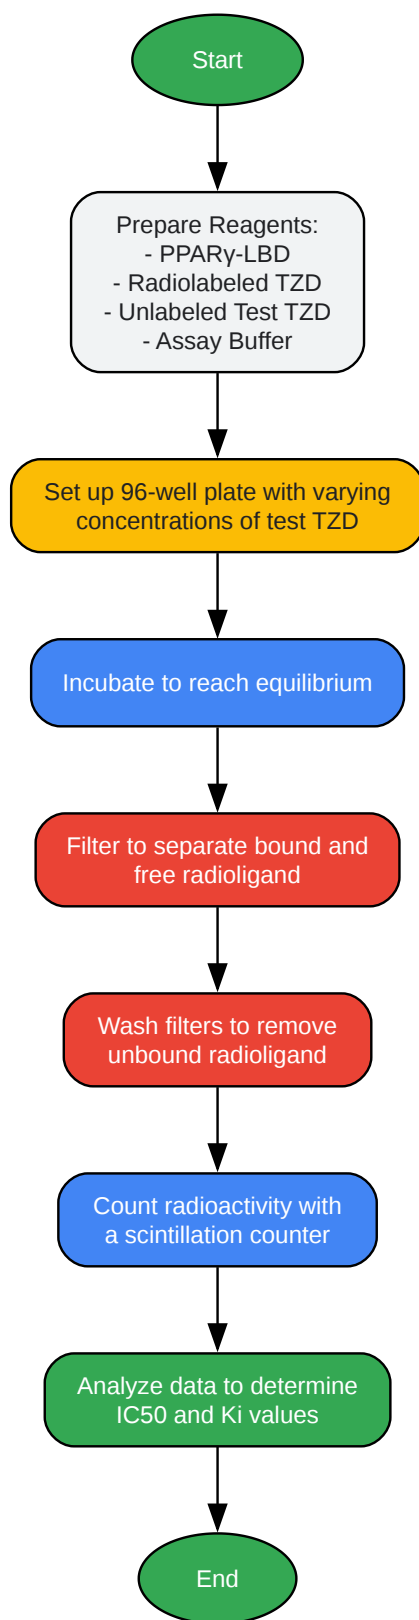 Start
Prepare Reagents:
- PPARγ-LBD
- Radiolabeled TZD
- Unlabeled Test TZD
- Assay Buffer
Set up 96-well plate with varying
concentrations of test TZD
Incubate to reach equilibrium
Filter to separate bound and
free radioligand
Wash filters to remove
unbound radioligand
Count radioactivity with
a scintillation counter
Analyze data to determine
IC50 and Ki values
End